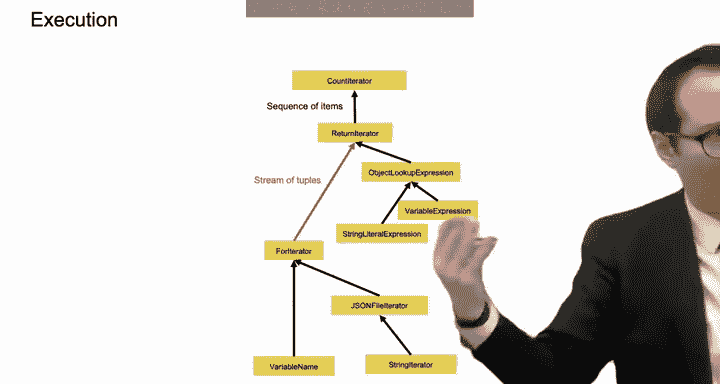 Execution
CountIterator
Sequence of items
ReturnIterator
ObjectLookupExpression
Stream of tuples
VariableExpression
StringLiteralExpression
ForIterator
JSONFileIterator
VariableName
StringIterator